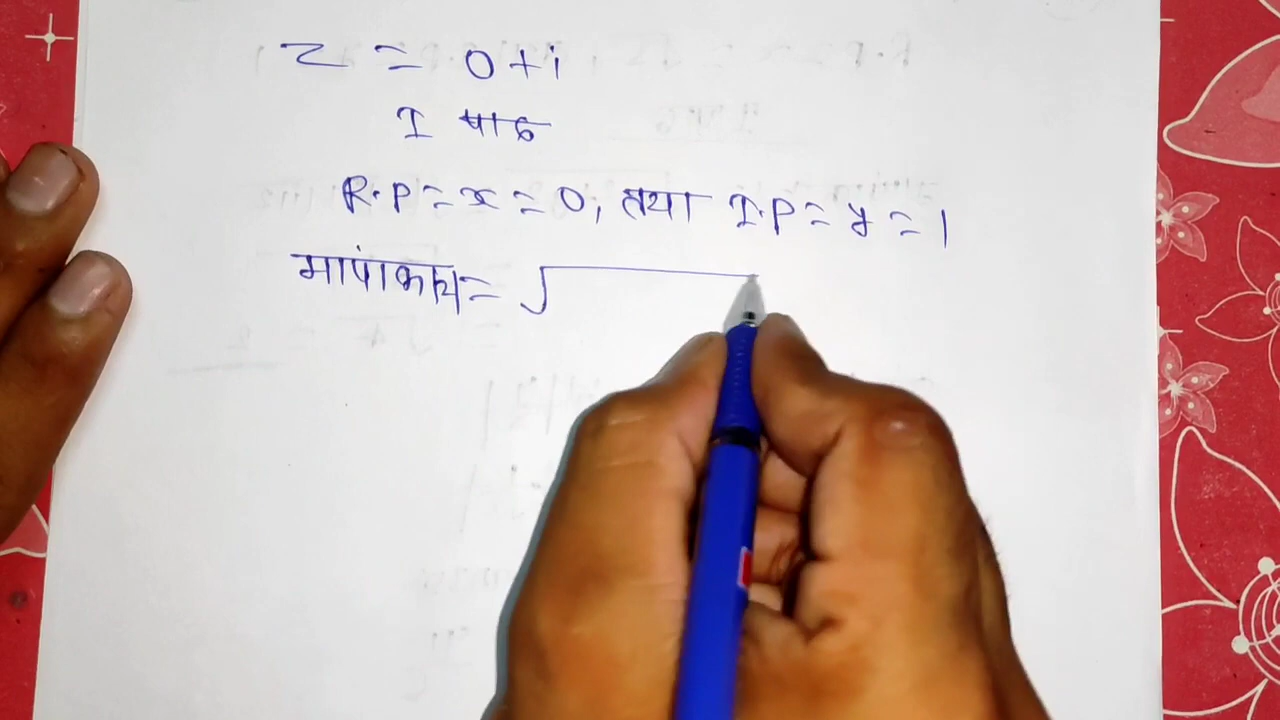 z = 0+i
I पाद
R.P = x = 0, तथा I.P = y = 1
मापांक |z| = √